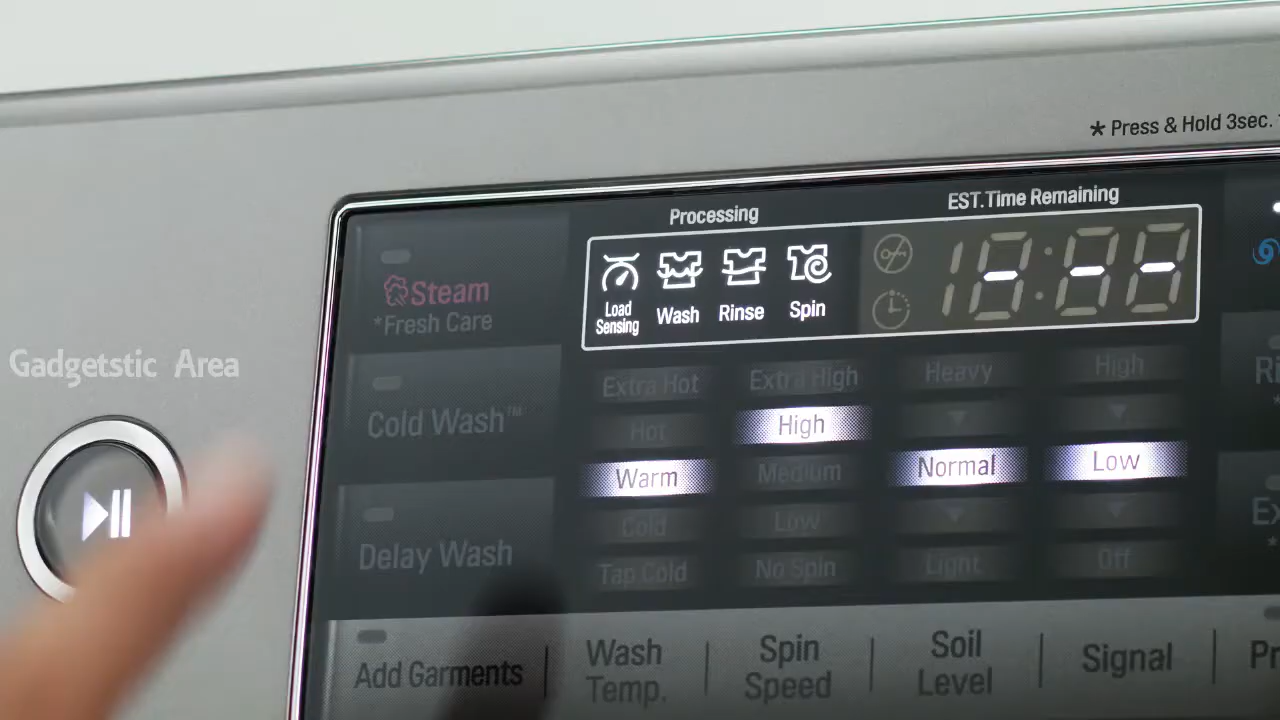 * Press & Hold 3sec.
Processing
EST.Time Remaining
Load
Sensing
Wash
Rinse
Spin
Steam
*Fresh Care
Cold Wash™
Delay Wash
Gadgetstic Area
Extra Hot
Hot
Warm
Cold
Tap Cold
Extra High
High
Medium
Low
No Spin
Heavy
Normal
Light
High
Low
Off
Add Garments
Wash
Temp.
Spin
Speed
Soil
Level
Signal